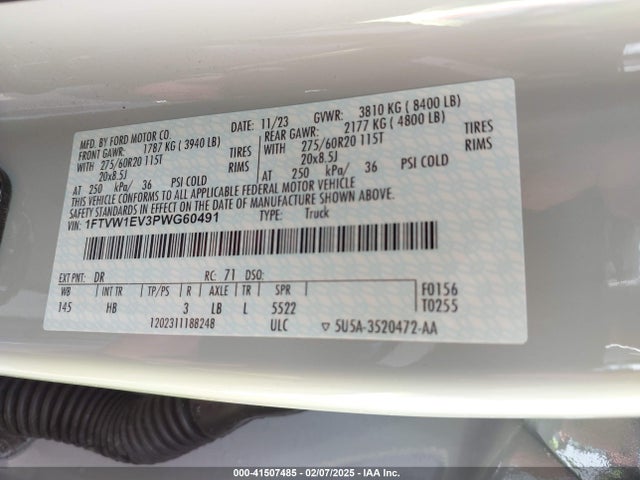 MFD. BY FORD MOTOR CO.
DATE: 11/23 GVWR: 3810 KG ( 8400 LB)
FRONT GAWR: 1787 KG ( 3940 LB) REAR GAWR: 2177 KG ( 4800 LB)
WITH 275/60R20 115T TIRES WITH 275/60R20 115T TIRES
20x8.5J RIMS 20x8.5J RIMS
AT 250 kPa/ 36 PSI COLD AT 250 kPa/ 36 PSI COLD
THIS VEHICLE CONFORMS TO ALL APPLICABLE FEDERAL MOTOR VEHICLE
SAFETY AND THEFT PREVENTION STANDARDS IN EFFECT ON THE DATE OF MANUFACTURE SHOWN ABOVE.
VIN: 1FTVW1EV3PWG60491 TYPE: Truck
EXT PNT: DR RC: 71 DSO:
WB INT TR TP/PS R AXLE TR SPR F0156
145 HB 3 LB L 5522 T0255
1202311188248 ULC ▽ 5U5A-3520472-AA
000-41507485 - 02/07/2025 - IAA Inc.